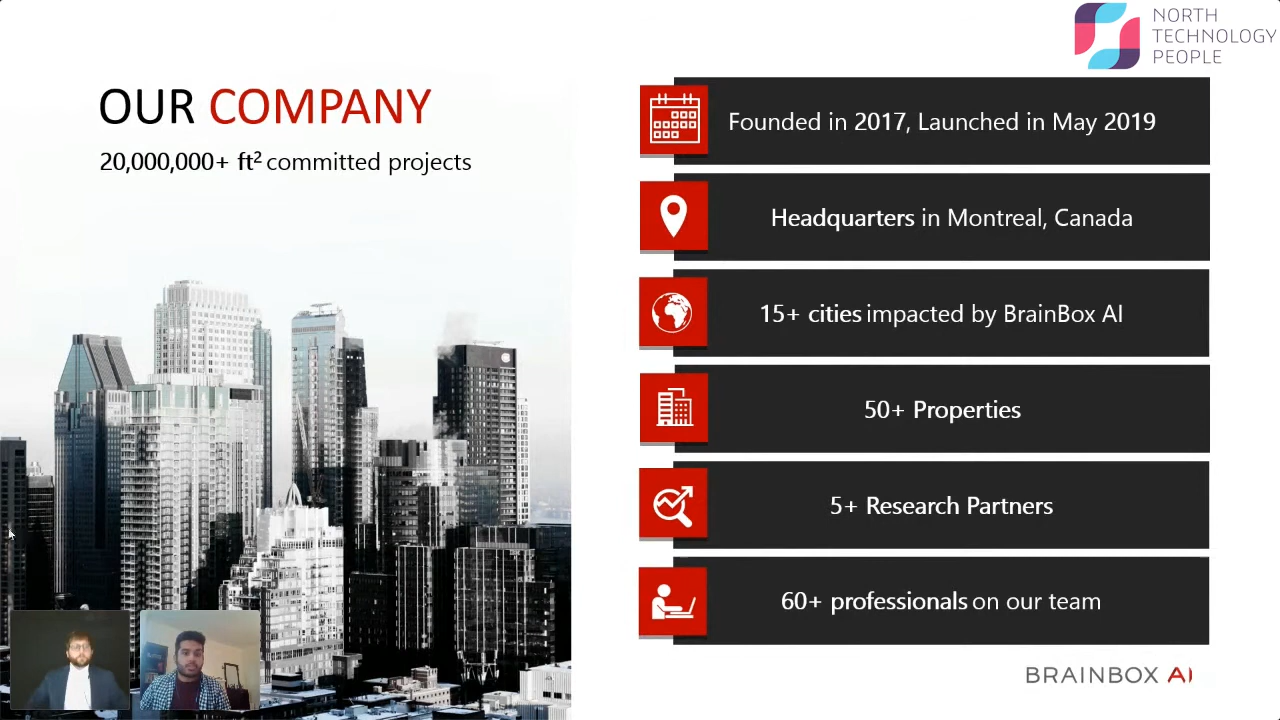 NORTH
TECHNOLOGY
PEOPLE
OUR COMPANY
20,000,000+ ft² committed projects
Founded in 2017, Launched in May 2019
Headquarters in Montreal, Canada
15+ cities impacted by BrainBox AI
50+ Properties
5+ Research Partners
60+ professionals on our team
BRAINBOX AI